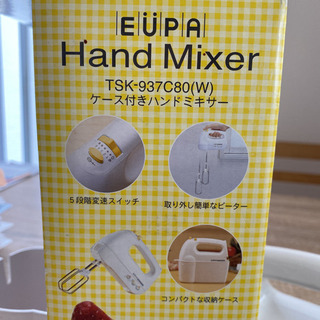 EUPA
Hand Mixer
TSK-937C80(W)
ケース付きハンドミキサー
5段階変速スイッチ
取り外し簡単なビーター
コンパクトな収納ケース